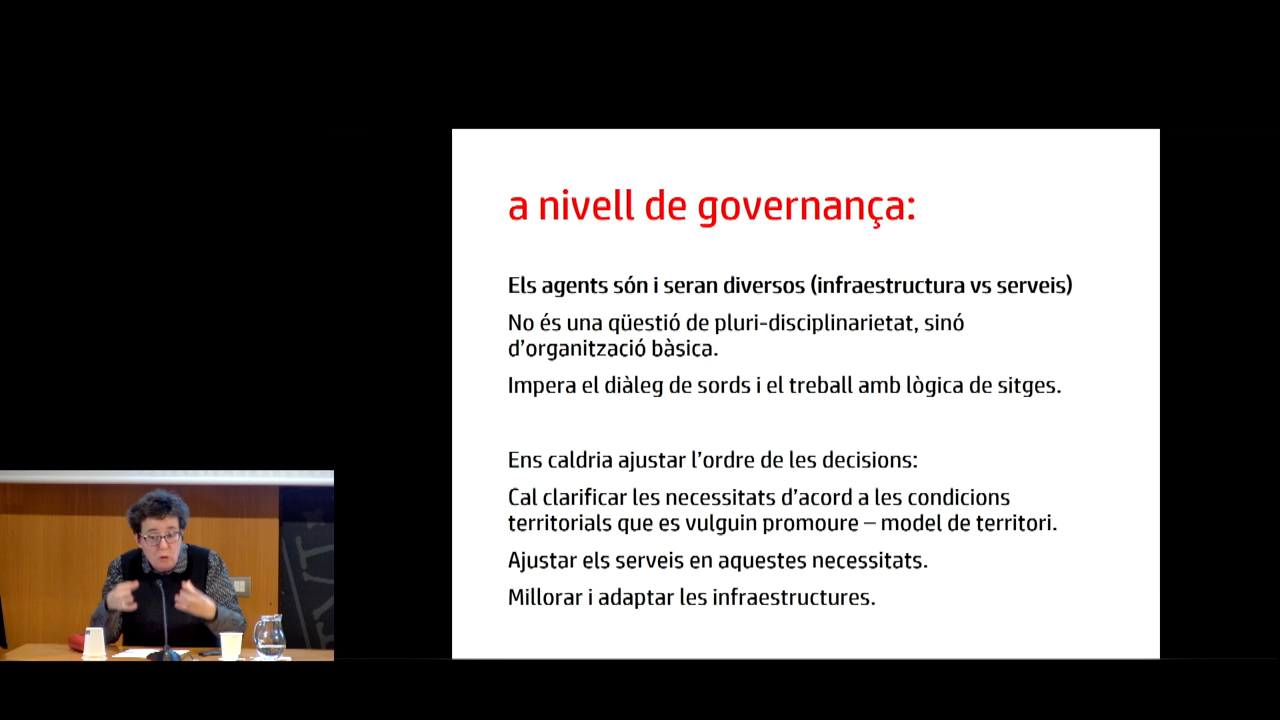 a nivell de governança:
Els agents són i seran diversos (infraestructura vs serveis)
No és una qüestió de pluri-disciplinarietat, sinó
d’organització bàsica.
Impera el diàleg de sords i el treball amb lògica de sitges.
Ens caldria ajustar l’ordre de les decisions:
Cal clarificar les necessitats d’acord a les condicions
territorials que es vulguin promoure – model de territori.
Ajustar els serveis en aquestes necessitats.
Millorar i adaptar les infraestructures.